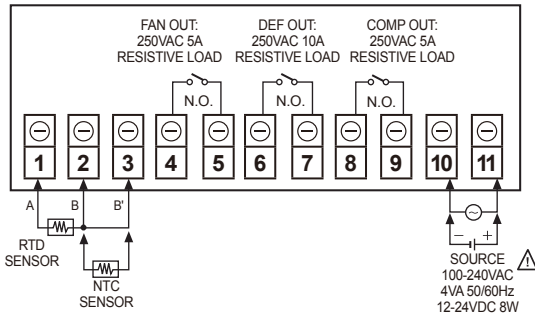 FAN OUT:
250VAC 5A
RESISTIVE LOAD
DEF OUT:
250VAC 10A
RESISTIVE LOAD
COMP OUT:
250VAC 5A
RESISTIVE LOAD
N.O. N.O. N.O.
1 2 3 4 5 6 7 8 9 10 11
A B B'
RTD
SENSOR
NTC
SENSOR
− +
SOURCE
100-240VAC
4VA 50/60Hz
12-24VDC 8W